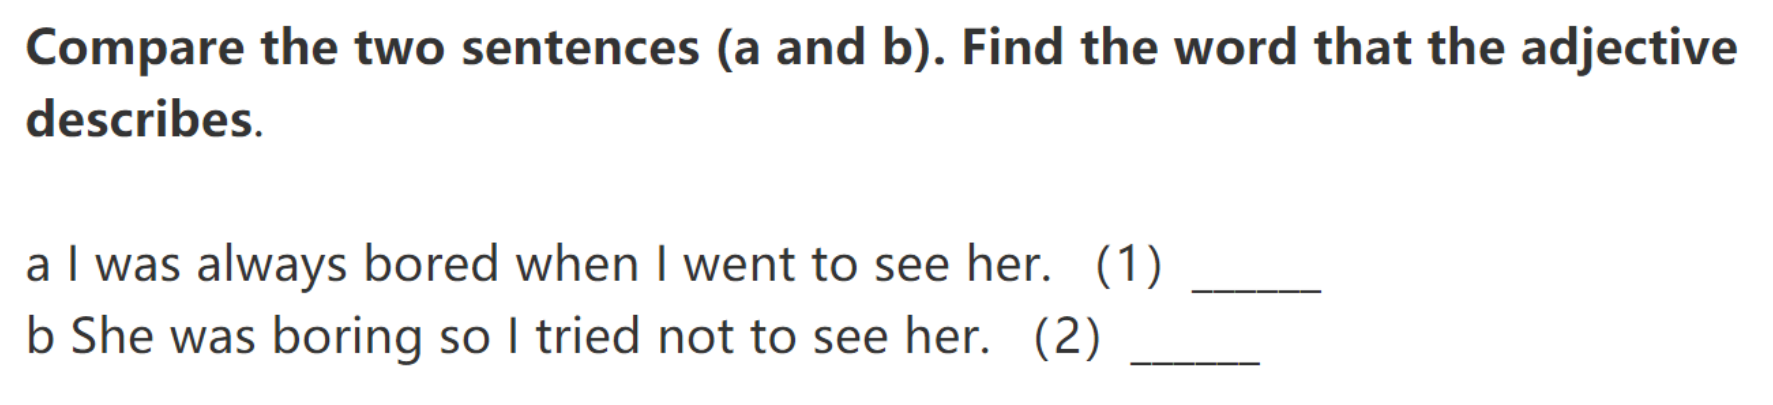 Compare the two sentences (a and b). Find the word that the adjective
describes.
a I was always bored when I went to see her. (1) ______
b She was boring so I tried not to see her. (2) ______